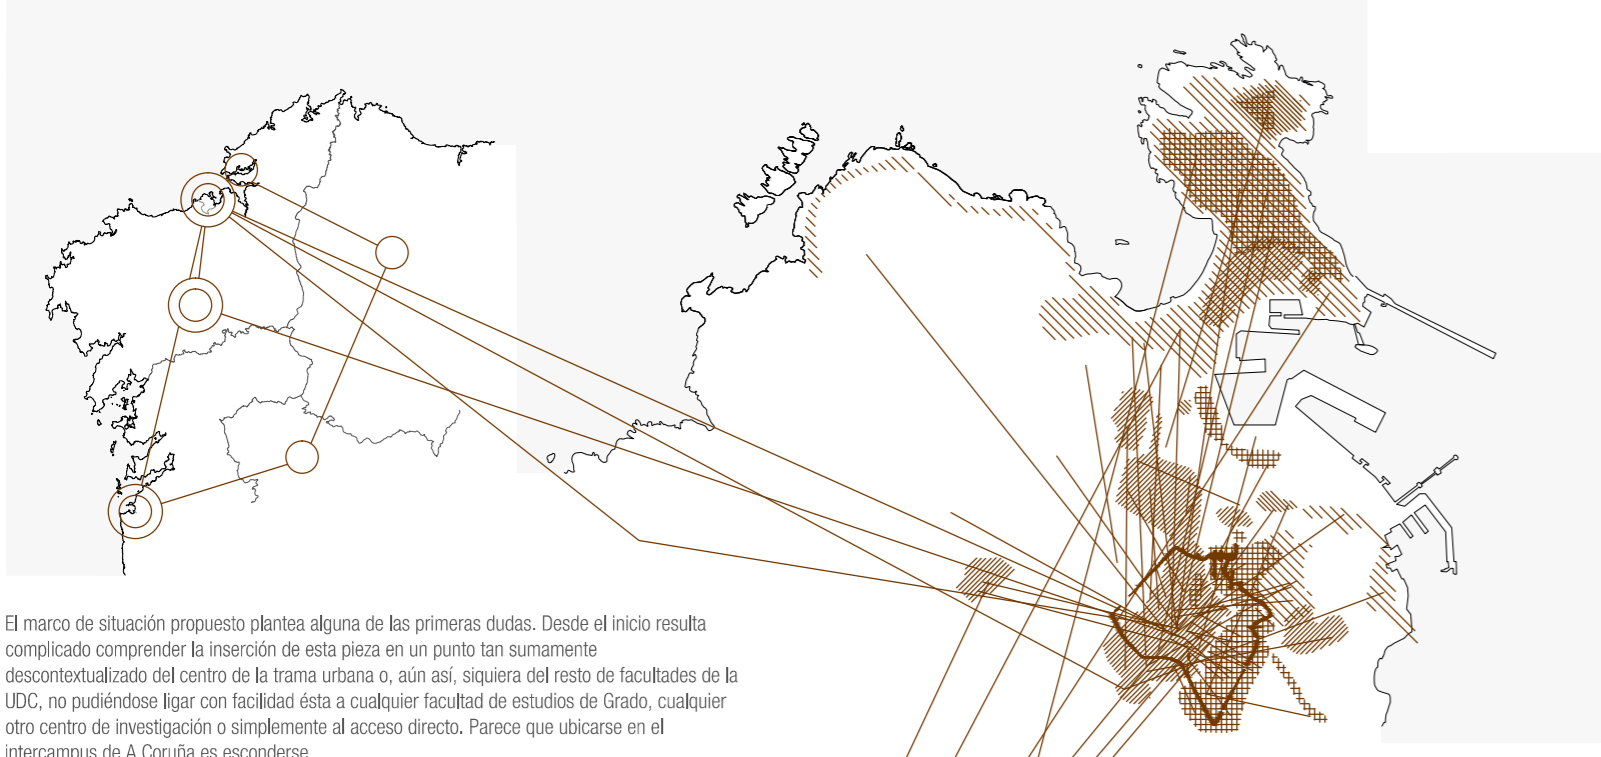 El marco de situación propuesto plantea alguna de las primeras dudas. Desde el inicio resulta
complicado comprender la inserción de esta pieza en un punto tan sumamente
descontextualizado del centro de la trama urbana o, aún así, siquiera del resto de facultades de la
UDC, no pudiéndose ligar con facilidad ésta a cualquier facultad de estudios de Grado, cualquier
otro centro de investigación o simplemente al acceso directo. Parece que ubicarse en el
intercampus de A Coruña es esconderse